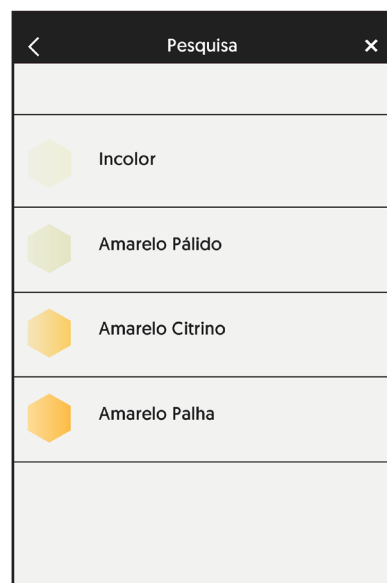 Pesquisa
Incolor
Amarelo Pálido
Amarelo Citrino
Amarelo Palha